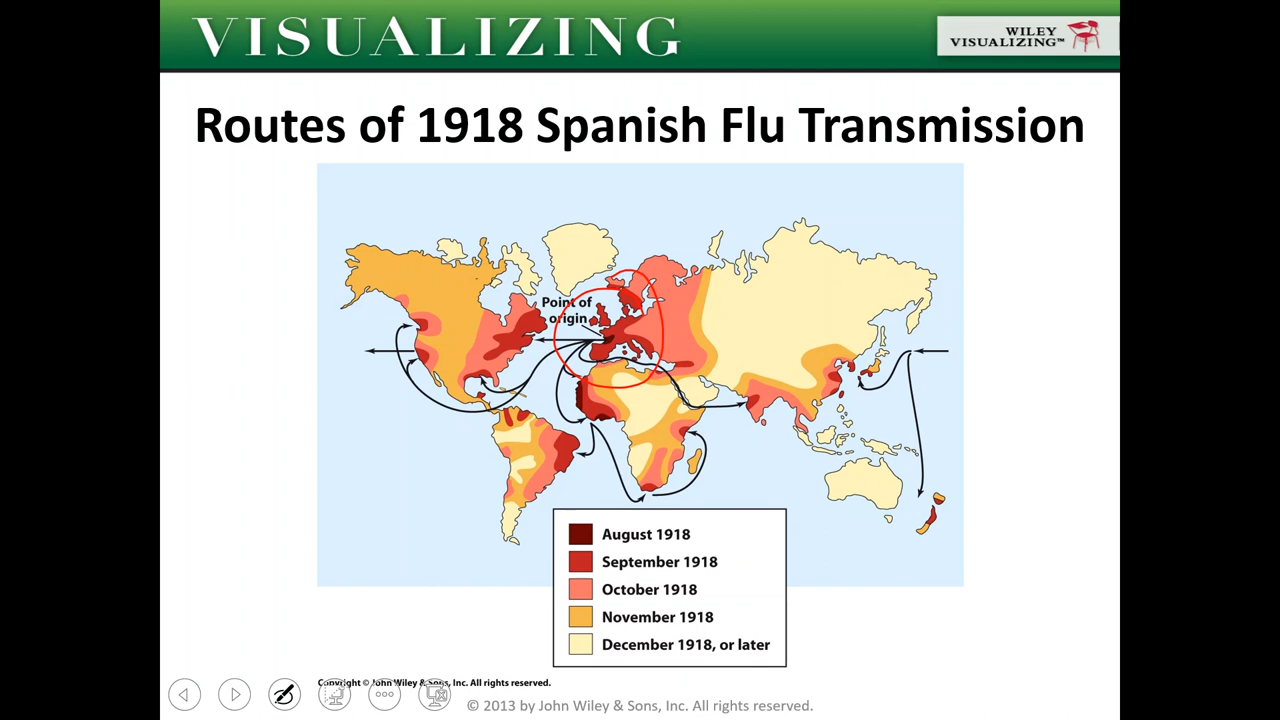 VISUALIZING
WILEY
VISUALIZING™
Routes of 1918 Spanish Flu Transmission
Point of
origin
August 1918
September 1918
October 1918
November 1918
December 1918, or later
Copyright © John Wiley & Sons, Inc. All rights reserved.
© 2013 by John Wiley & Sons, Inc. All rights reserved.